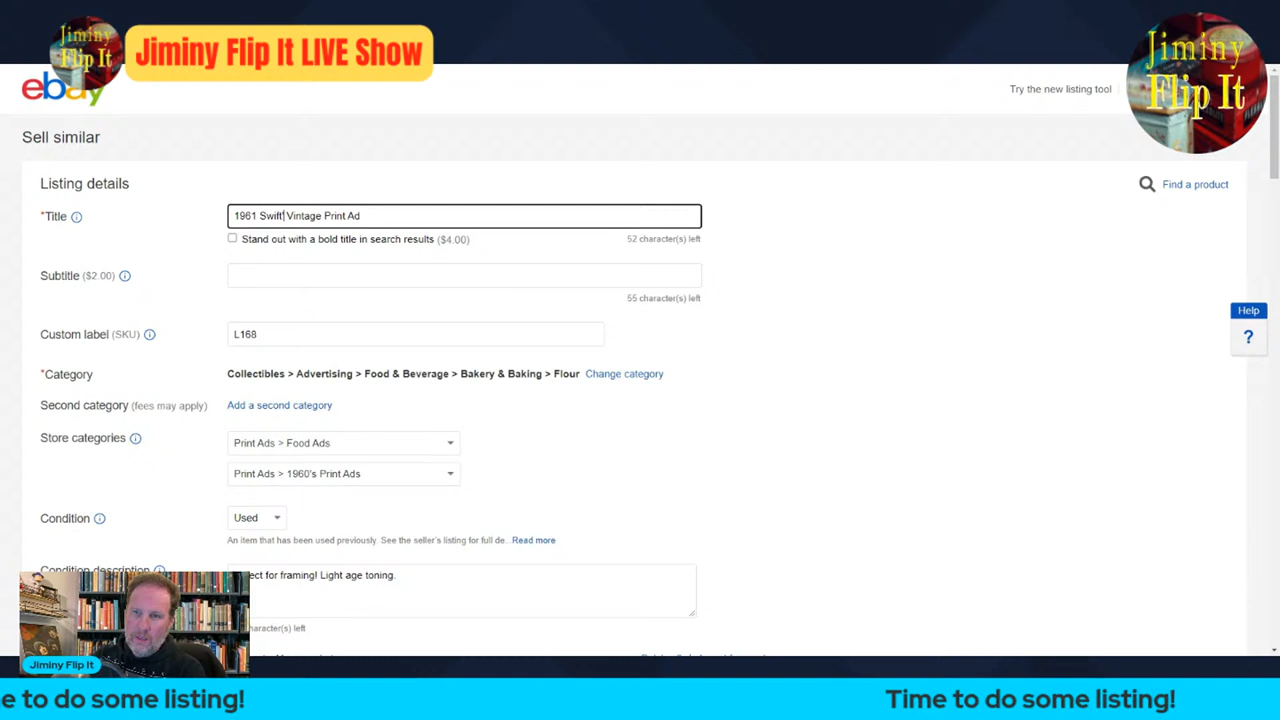 Jiminy Flip It
Jiminy Flip It LIVE Show
Jiminy
Flip It
ebay
Try the new listing tool
Sell similar
Listing details
Find a product
*Title
1961 Swift' Vintage Print Ad
Stand out with a bold title in search results ($4.00)
52 character(s) left
Subtitle ($2.00)
55 character(s) left
Help
?
Custom label (SKU)
L168
*Category
Collectibles > Advertising > Food & Beverage > Bakery & Baking > Flour Change category
Second category (fees may apply)
Add a second category
Store categories
Print Ads > Food Ads
Print Ads > 1960's Print Ads
Condition
Used
An item that has been used previously. See the seller's listing for full de... Read more
Condition description
ect for framing! Light age toning.
haracter(s) left
Jiminy Flip It
e to do some listing!
Time to do some listing!